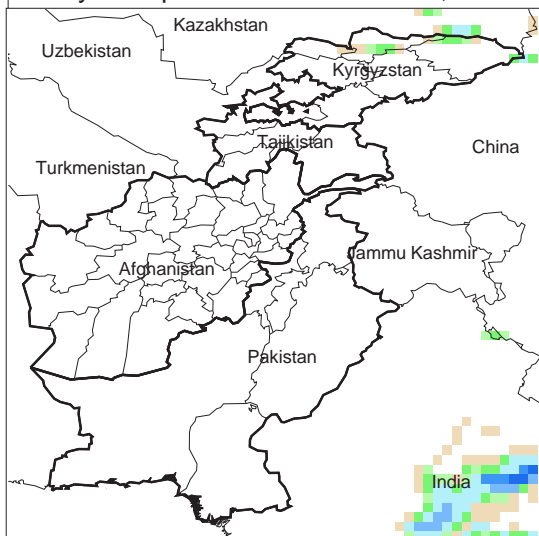 Kazakhstan
Uzbekistan
Kyrgyzstan
Tajikistan
China
Turkmenistan
Jammu Kashmir
Afghanistan
Pakistan
India